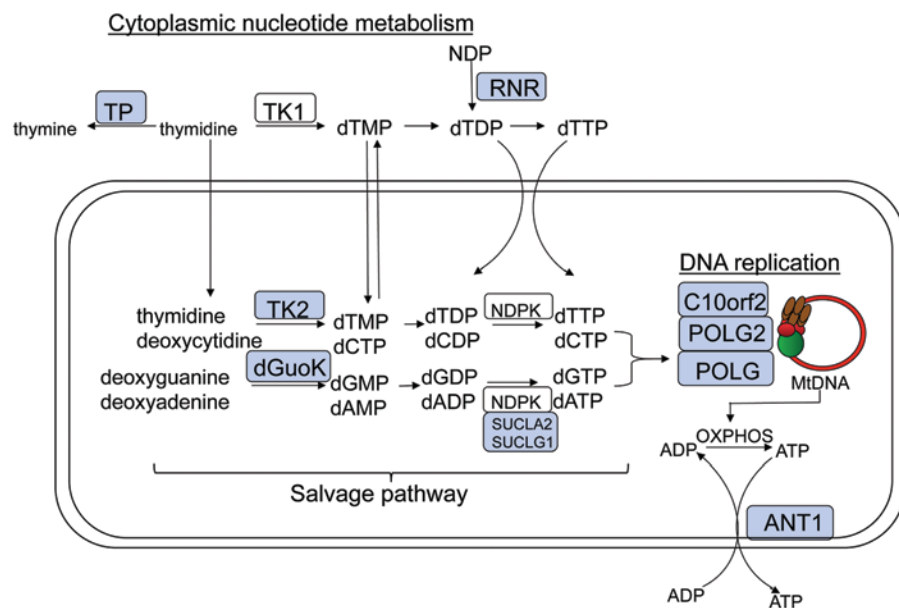 Cytoplasmic nucleotide metabolism
NDP
RNR
TP
TK1
thymine
thymidine
dTMP
dTDP
dTTP
DNA replication
C10orf2
POLG2
POLG
MtDNA
thymidine
deoxycytidine
TK2
dTMP
dCTP
dTDP
dCDP
NDPK
dTTP
dCTP
deoxyguanine
deoxyadenine
dGuoK
dGMP
dAMP
dGDP
dADP
NDPK
SUCLA2
SUCLG1
dGTP
dATP
Salvage pathway
OXPHOS
ADP
ATP
ANT1
ADP
ATP